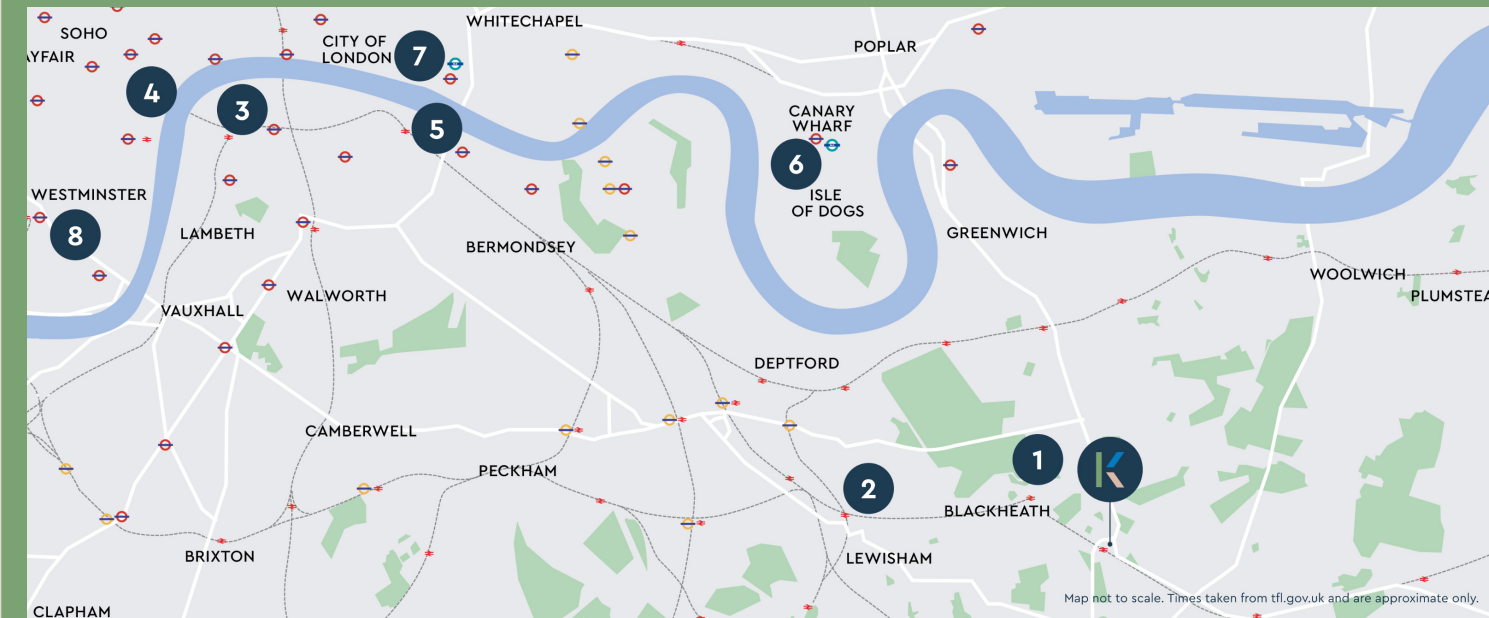 SOHO
WHITECHAPEL
CITY OF
LONDON
7
POPLAR
AYFAIR
4
3
5
CANARY
WHARF
6
ISLE
OF DOGS
WESTMINSTER
8
LAMBETH
BERMONDSEY
GREENWICH
WOOLWICH
PLUMSTEA
VAUXHALL
WALWORTH
DEPTFORD
CAMBERWELL
PECKHAM
1
K
2
BLACKHEATH
BRIXTON
LEWISHAM
CLAPHAM
Map not to scale. Times taken from tfl.gov.uk and are approximate only.